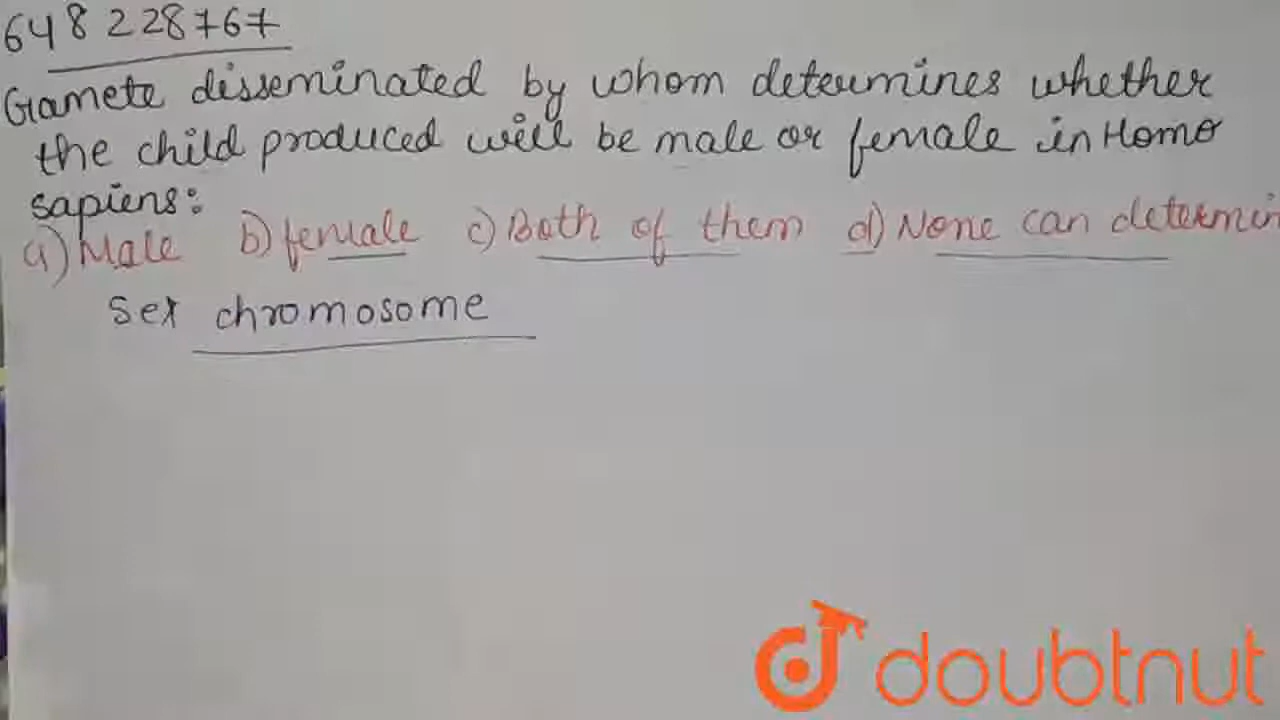 648228767
Gamete disseminated by whom determines whether
the child produced will be male or female in Homo
sapiens:
a) Male b) female c) Both of them d) None can determin
Sex chromosome
doubtnut